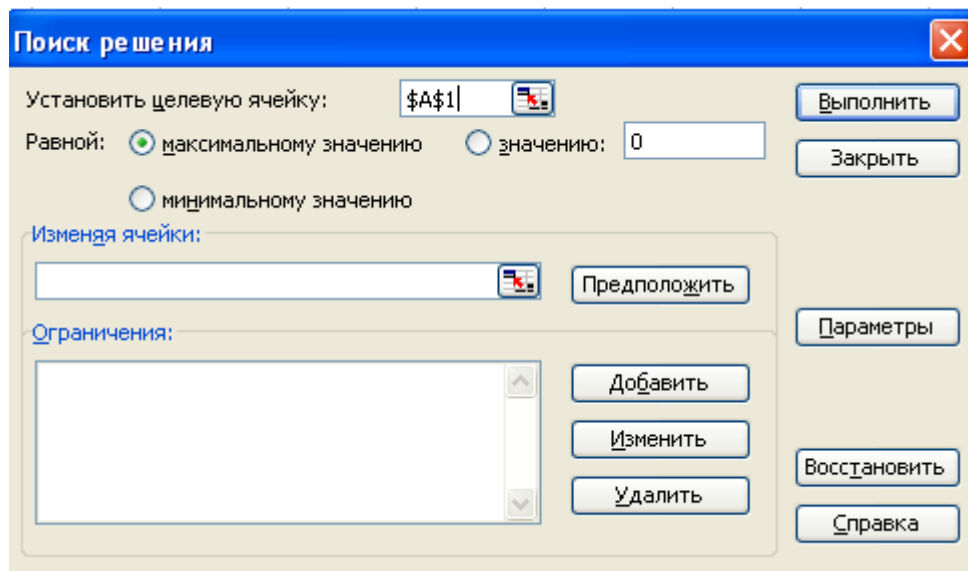 Поиск решения
Установить целевую ячейку: $A$1 Выполнить
Равной: максимальному значению значению: 0
Закрыть
минимальному значению
Изменяя ячейки:
Предположить
Ограничения:
Параметры
Добавить
Изменить
Восстановить
Удалить
Справка